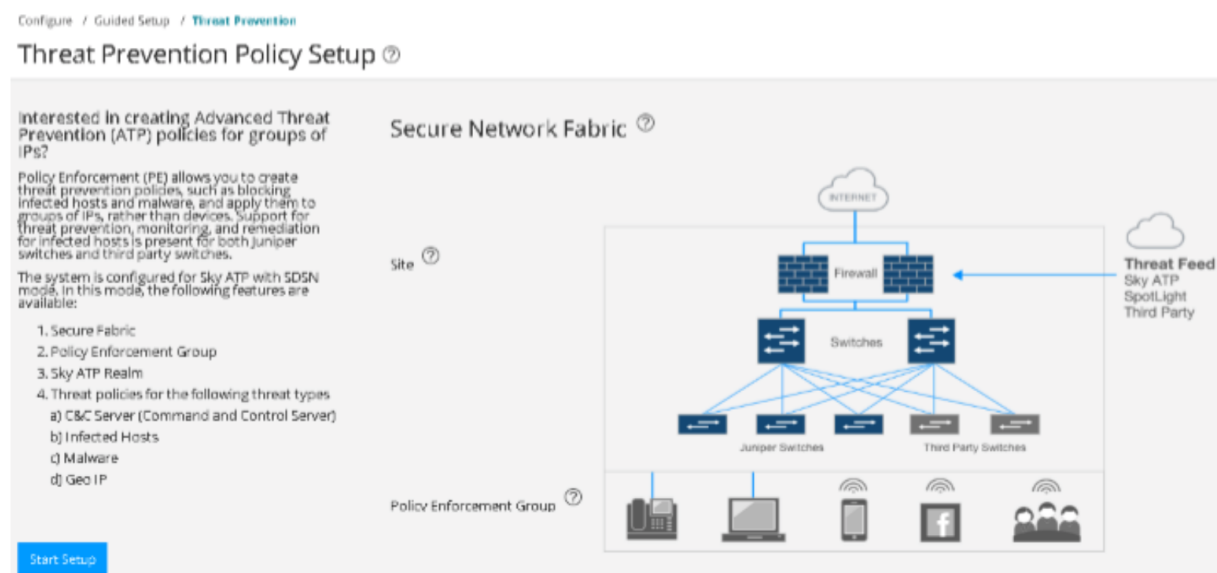 Configure / Guided Setup / Threat Prevention
Threat Prevention Policy Setup ?
Interested in creating Advanced Threat
Prevention (ATP) policies for groups of
IPs?
Policy Enforcement (PE) allows you to create
threat prevention policies, such as blocking
infected hosts and malware, and apply them to
groups of IPs, rather than devices. Support for
threat prevention, monitoring, and remediation
for infected hosts is present for both Juniper
switches and third party switches.
The system is configured for Sky ATP with SDSN
mode. In this mode, the following features are
available:
1. Secure Fabric
2. Policy Enforcement Group
3. Sky ATP Realm
4. Threat policies for the following threat types
a) C&C Server (Command and Control Server)
b) Infected Hosts
c) Malware
d) Geo IP
Start Setup
Secure Network Fabric ?
INTERNET
Site ?
Firewall
Threat Feed
Sky ATP
SpotLight
Third Party
Switches
Juniper Switches
Third Party Switches
Policy Enforcement Group ?
f